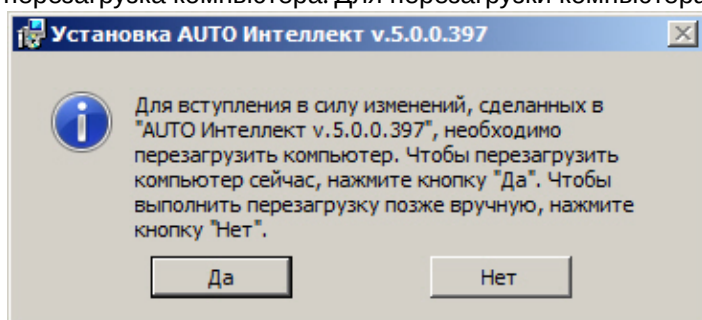 перезагрузка компьютера. Для перезагрузки компьютера
Установка AUTO Интеллект v.5.0.0.397
Для вступления в силу изменений, сделанных в
"AUTO Интеллект v.5.0.0.397", необходимо
перезагрузить компьютер. Чтобы перезагрузить
компьютер сейчас, нажмите кнопку "Да". Чтобы
выполнить перезагрузку позже вручную, нажмите
кнопку "Нет".
Да Нет